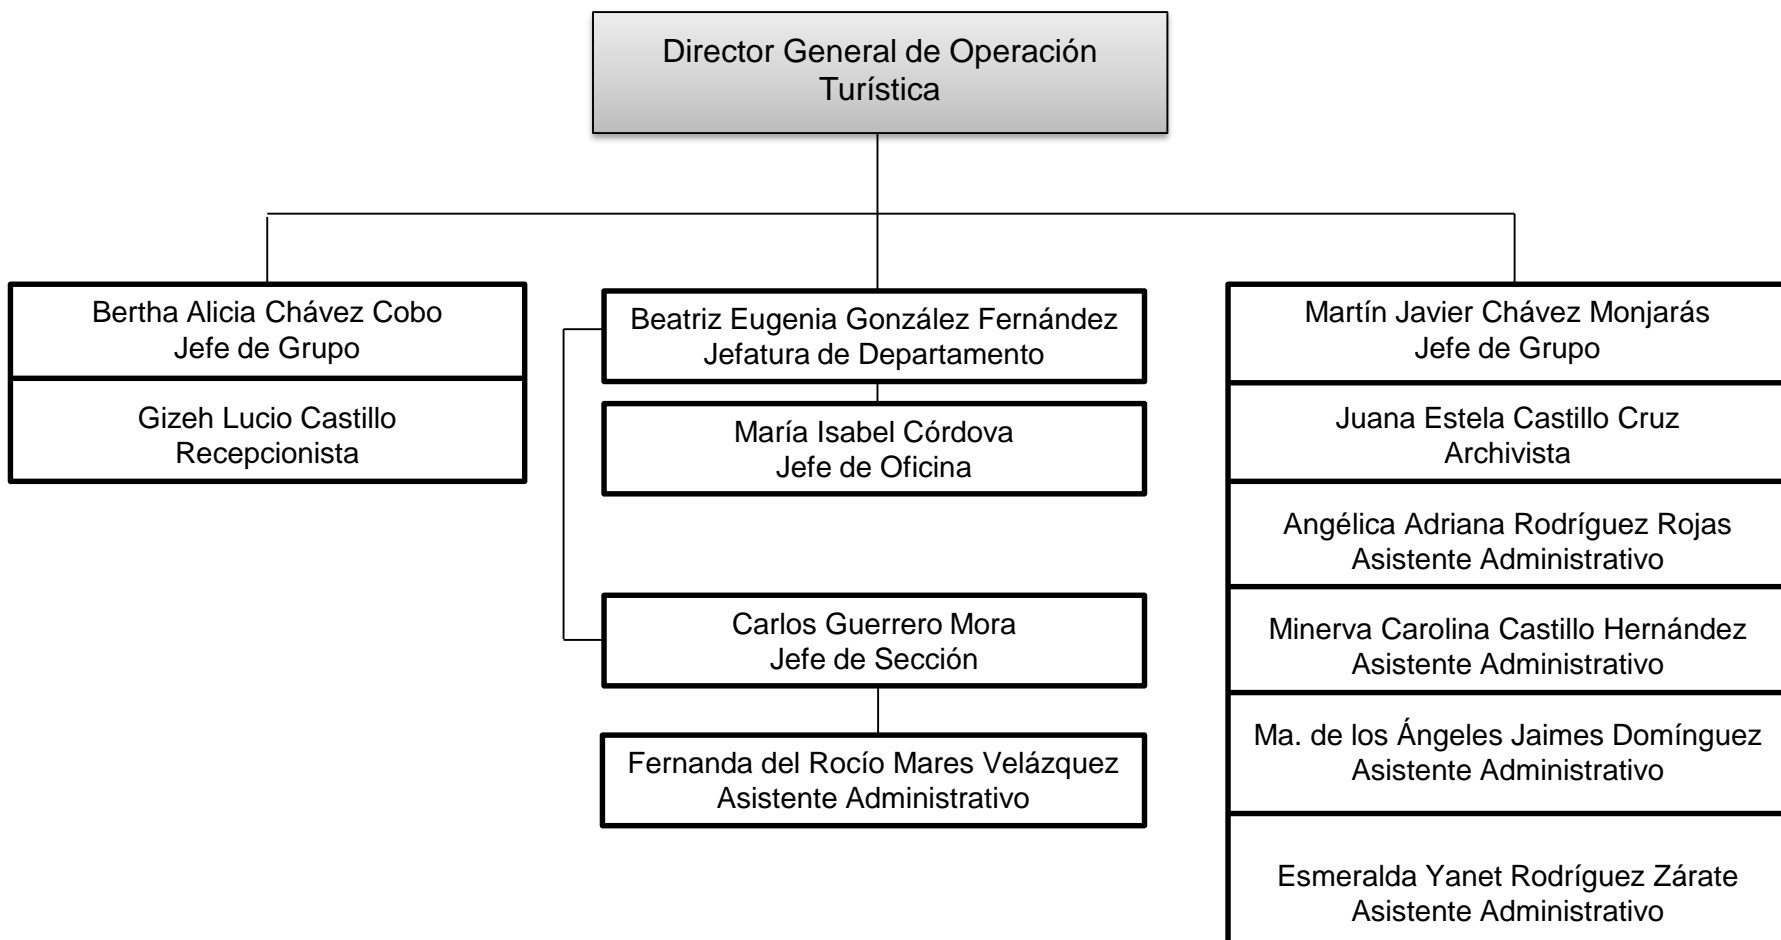 Director General de Operación
Turística
Bertha Alicia Chávez Cobo
Jefe de Grupo
Gizeh Lucio Castillo
Recepcionista
Beatriz Eugenia González Fernández
Jefatura de Departamento
María Isabel Córdova
Jefe de Oficina
Carlos Guerrero Mora
Jefe de Sección
Fernanda del Rocío Mares Velázquez
Asistente Administrativo
Martín Javier Chávez Monjarás
Jefe de Grupo
Juana Estela Castillo Cruz
Archivista
Angélica Adriana Rodríguez Rojas
Asistente Administrativo
Minerva Carolina Castillo Hernández
Asistente Administrativo
Ma. de los Ángeles Jaimes Domínguez
Asistente Administrativo
Esmeralda Yanet Rodríguez Zárate
Asistente Administrativo